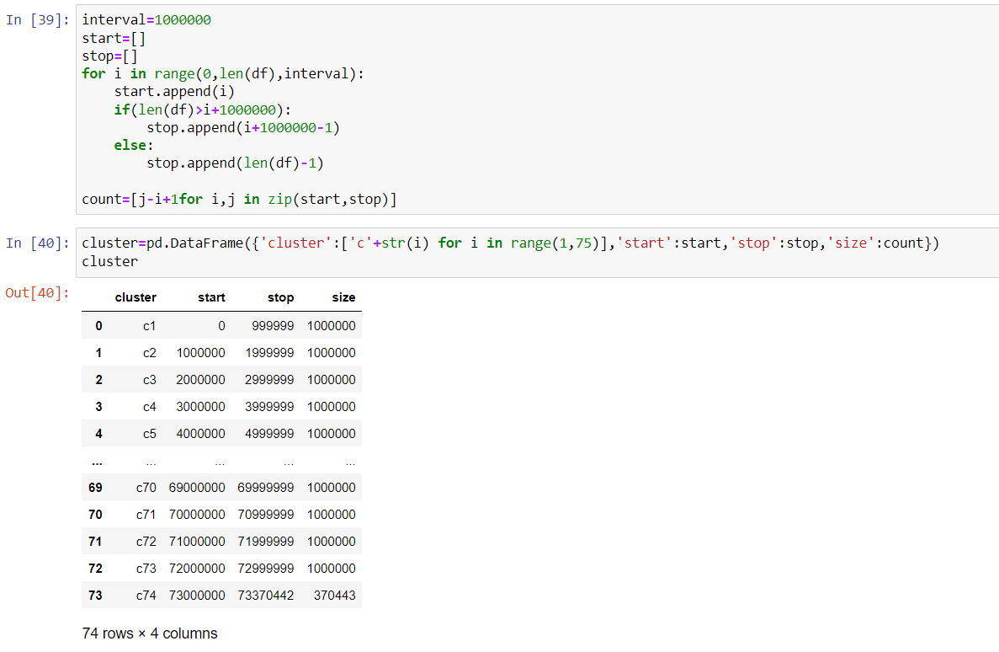 In [39]: interval=1000000
start=[]
stop=[]
for i in range(0,len(df),interval):
    start.append(i)
    if(len(df)>i+1000000):
        stop.append(i+1000000-1)
    else:
        stop.append(len(df)-1)

count=[j-i+1for i,j in zip(start,stop)]
In [40]: cluster=pd.DataFrame({'cluster':['c'+str(i) for i in range(1,75)],'start':start,'stop':stop,'size':count})
cluster
Out[40]:
cluster start stop size
0 c1 0 999999 1000000
1 c2 1000000 1999999 1000000
2 c3 2000000 2999999 1000000
3 c4 3000000 3999999 1000000
4 c5 4000000 4999999 1000000
... ... ... ... ...
69 c70 69000000 69999999 1000000
70 c71 70000000 70999999 1000000
71 c72 71000000 71999999 1000000
72 c73 72000000 72999999 1000000
73 c74 73000000 73370442 370443
74 rows × 4 columns